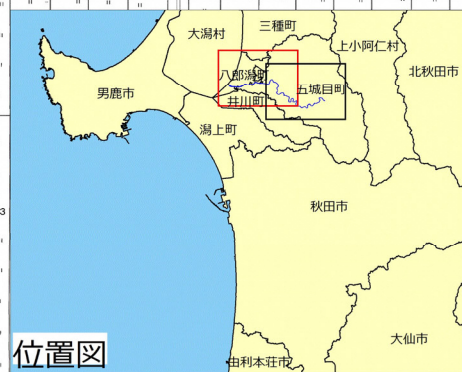 三種町
大潟村
上小阿仁村
北秋田市
八郎潟町
五城目町
男鹿市
井川町
潟上町
秋田市
3
大仙市
由利本荘市
位置図